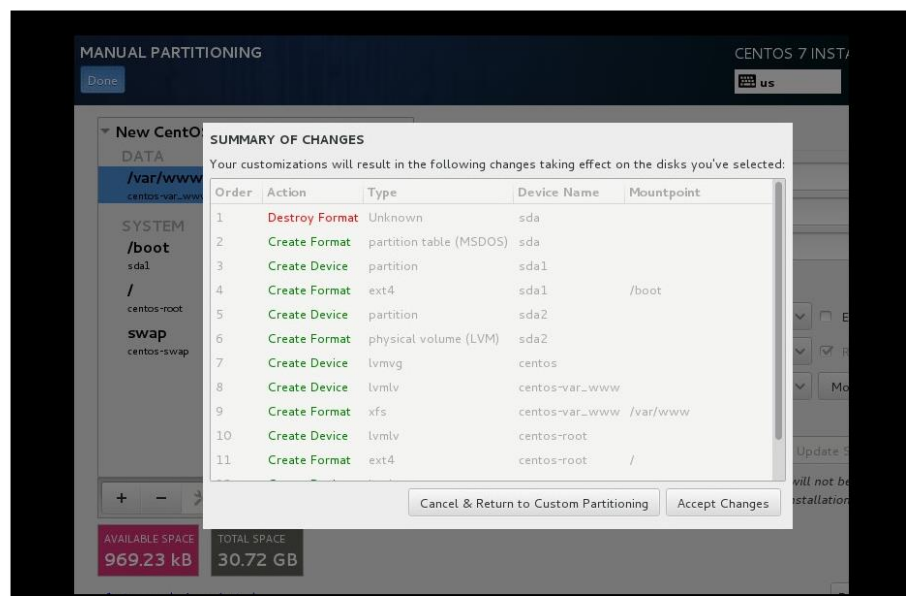 MANUAL PARTITIONING
CENTOS 7 INSTA
Done
us
New CentO
DATA
/var/www
centos-var_www
SYSTEM
/boot
sda1
/
centos-root
swap
centos-swap
SUMMARY OF CHANGES
Your customizations will result in the following changes taking effect on the disks you've selected:
Order Action Type Device Name Mountpoint
1 Destroy Format Unknown sda
2 Create Format partition table (MSDOS) sda
3 Create Device partition sda1
4 Create Format ext4 sda1 /boot
5 Create Device partition sda2
6 Create Format physical volume (LVM) sda2
7 Create Device lvmvg centos
8 Create Device lvmlv centos-var_www
9 Create Format xfs centos-var_www /var/www
10 Create Device lvmlv centos-root
11 Create Format ext4 centos-root /
Cancel & Return to Custom Partitioning Accept Changes
E
Mo
Update S
will not be
+ -
AVAILABLE SPACE
969.23 kB
TOTAL SPACE
30.72 GB